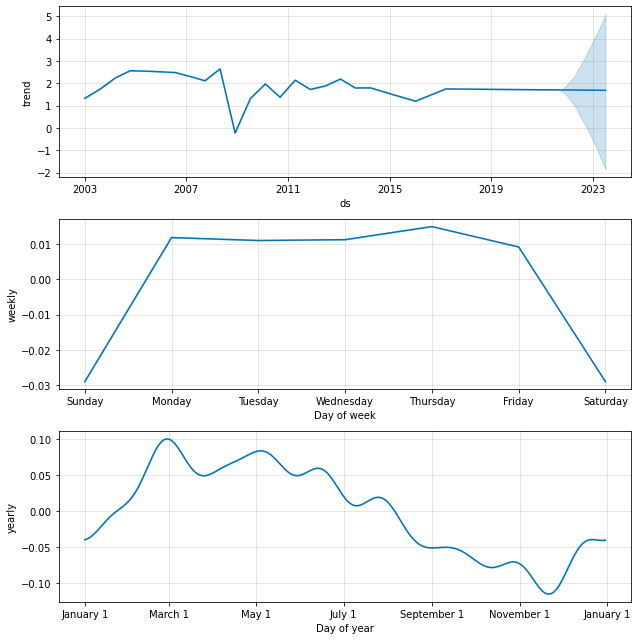 5
4
3
2
1
0
−1
−2
trend
2003 2007 2011 2015 2019 2023
ds
0.01
0.00
−0.01
−0.02
−0.03
weekly
Sunday Monday Tuesday Wednesday Thursday Friday Saturday
Day of week
0.10
0.05
0.00
−0.05
−0.10
yearly
January 1 March 1 May 1 July 1 September 1 November 1 January 1
Day of year